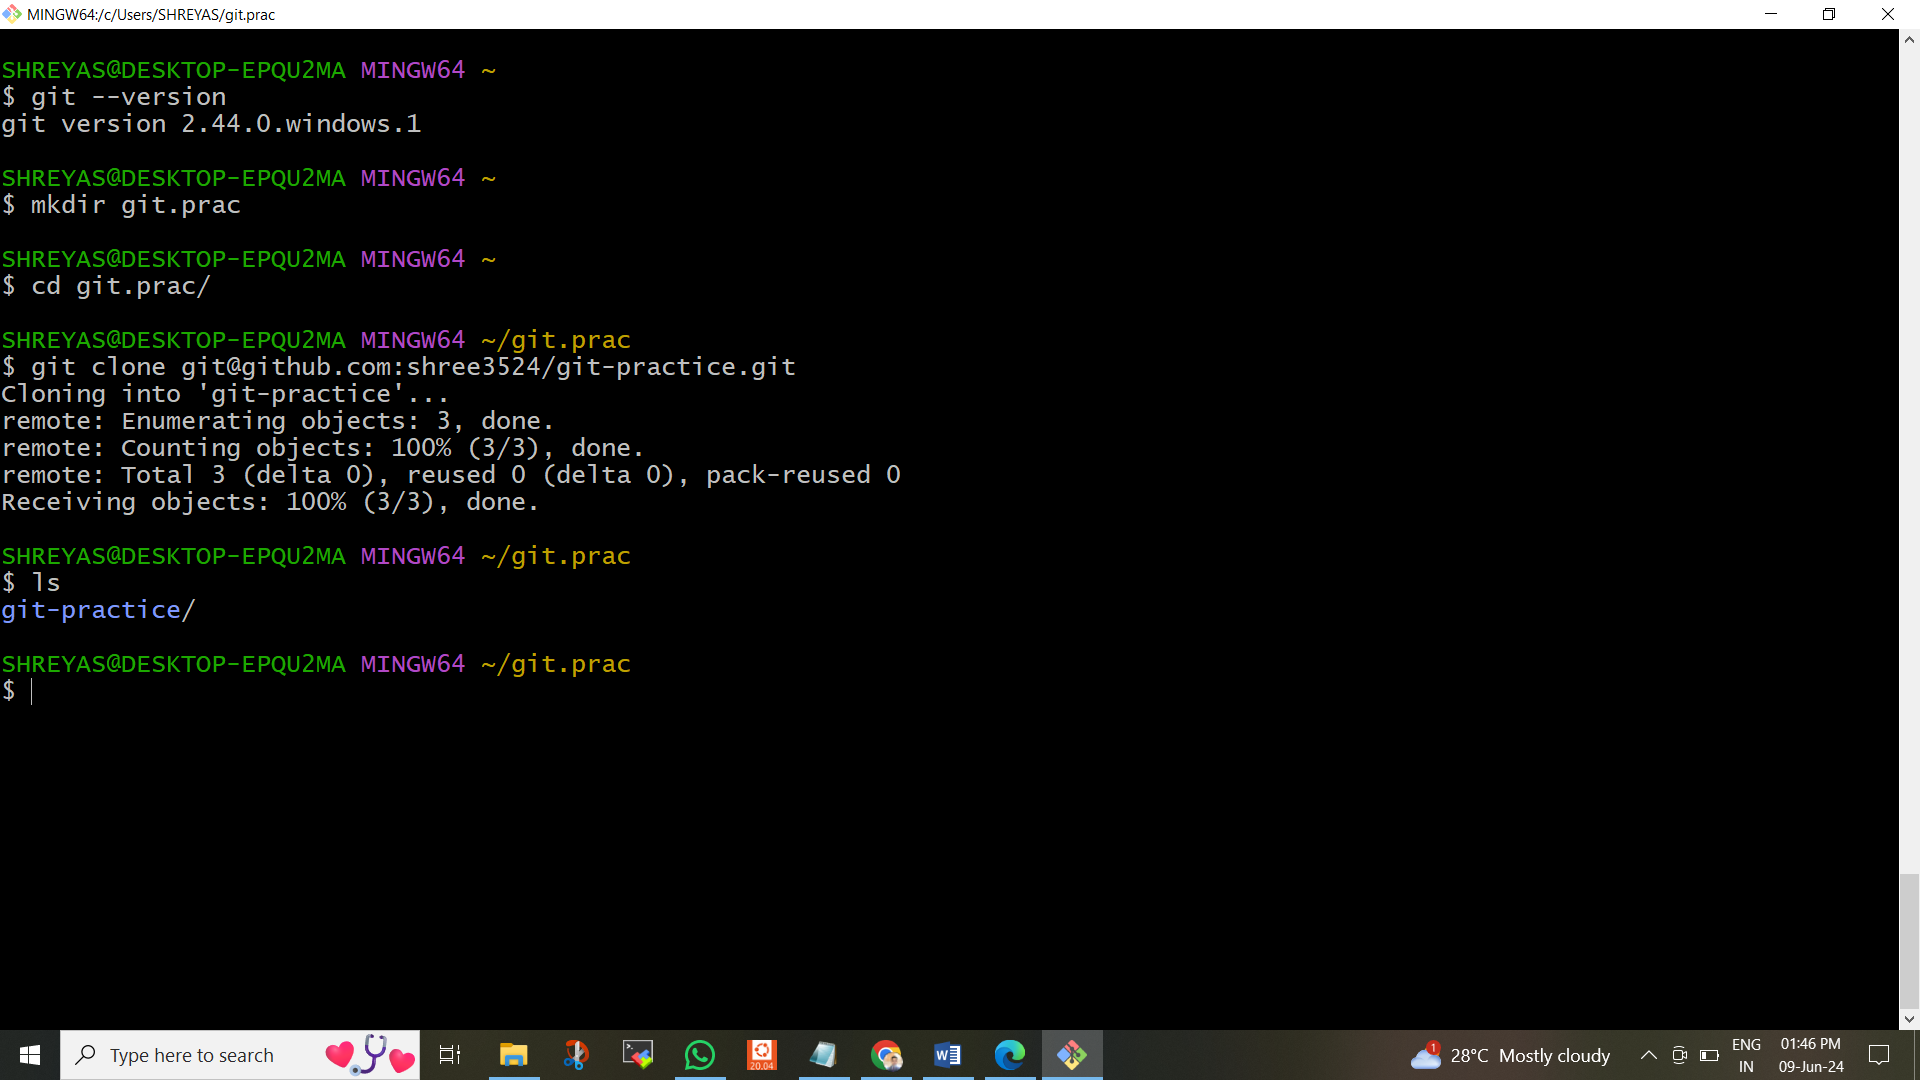 MINGW64:/c/Users/SHREYAS/git.prac
SHREYAS@DESKTOP-EPQU2MA MINGW64 ~
$ git --version
git version 2.44.0.windows.1
SHREYAS@DESKTOP-EPQU2MA MINGW64 ~
$ mkdir git.prac
SHREYAS@DESKTOP-EPQU2MA MINGW64 ~
$ cd git.prac/
SHREYAS@DESKTOP-EPQU2MA MINGW64 ~/git.prac
$ git clone git@github.com:shree3524/git-practice.git
Cloning into 'git-practice'...
remote: Enumerating objects: 3, done.
remote: Counting objects: 100% (3/3), done.
remote: Total 3 (delta 0), reused 0 (delta 0), pack-reused 0
Receiving objects: 100% (3/3), done.
SHREYAS@DESKTOP-EPQU2MA MINGW64 ~/git.prac
$ ls
git-practice/
SHREYAS@DESKTOP-EPQU2MA MINGW64 ~/git.prac
$
Type here to search
20.04
W
1
28°C Mostly cloudy
ENG
IN
01:46 PM
09-Jun-24